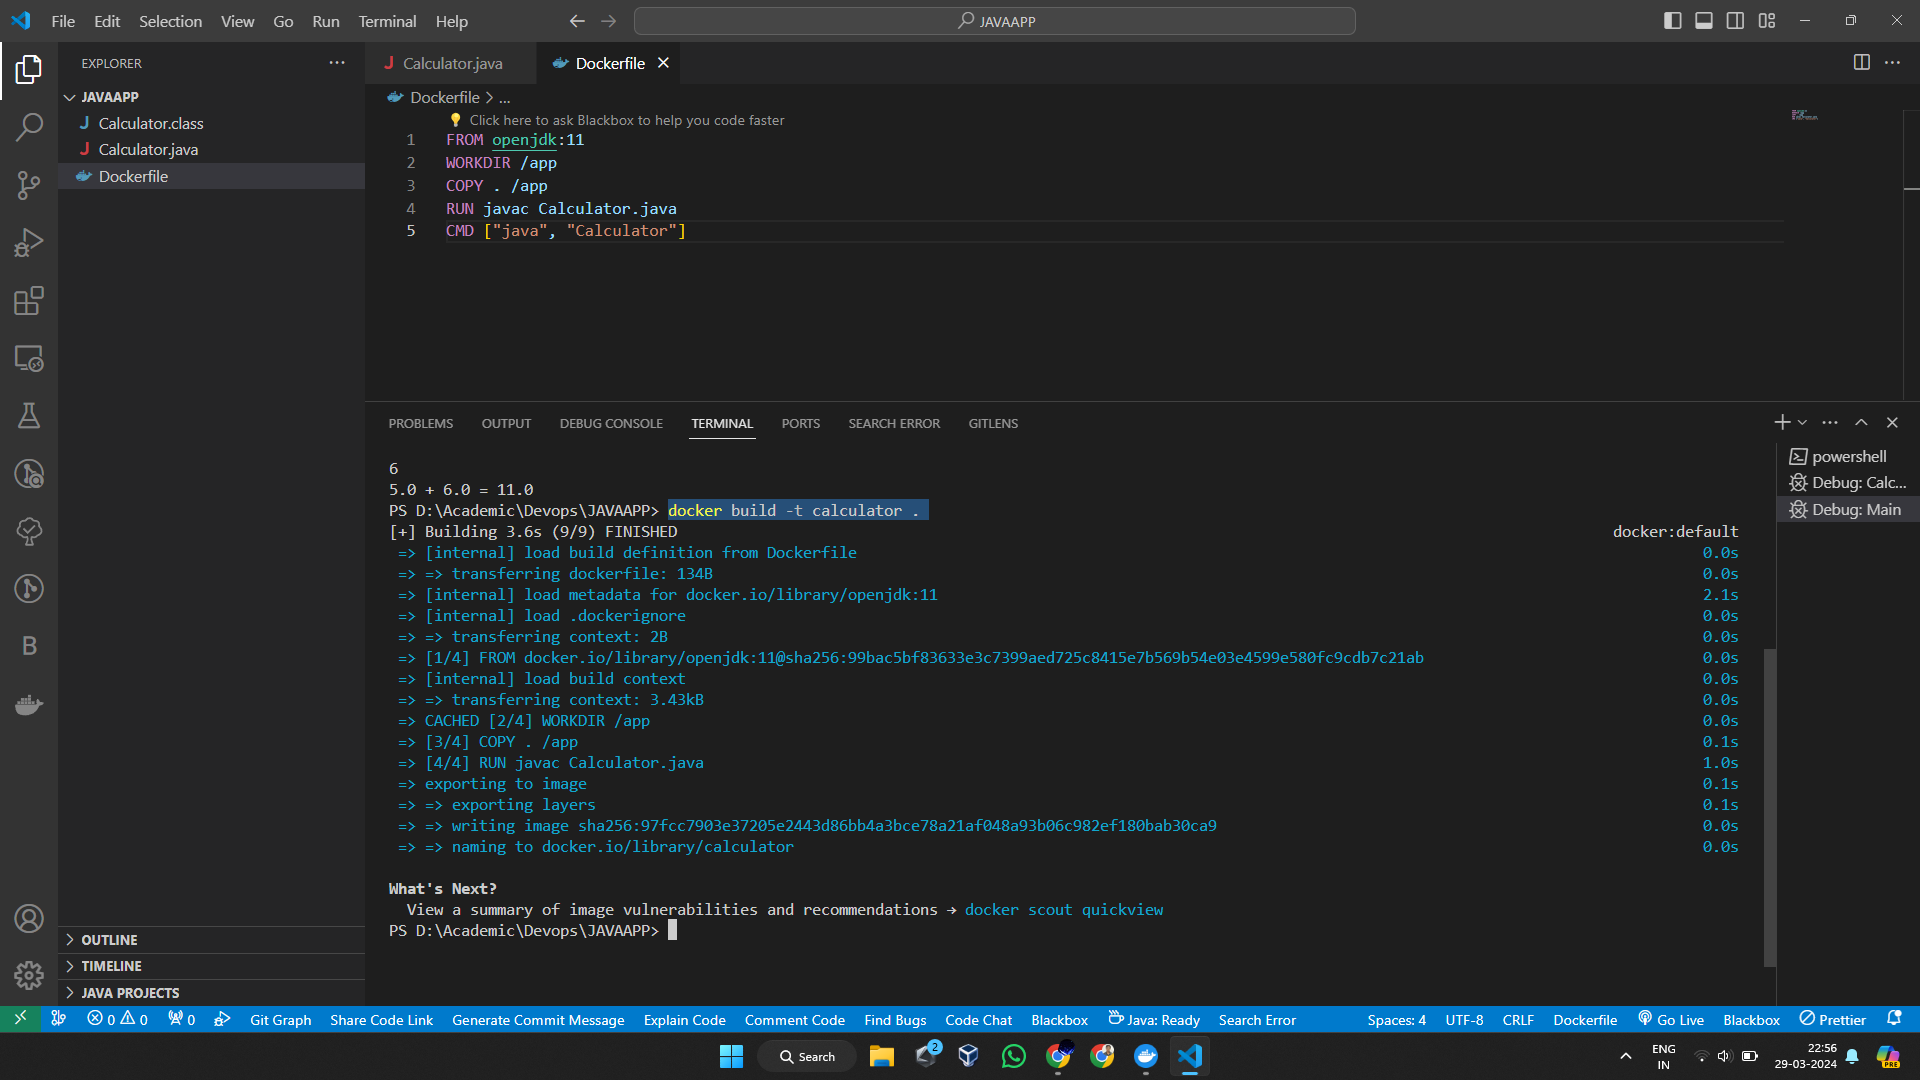 File Edit Selection View Go Run Terminal Help
JAVAAPP
EXPLORER
JAVAAPP
J Calculator.class
J Calculator.java
Dockerfile
OUTLINE
TIMELINE
JAVA PROJECTS
J Calculator.java
Dockerfile
Dockerfile > ...
Click here to ask Blackbox to help you code faster
1 FROM openjdk:11
2 WORKDIR /app
3 COPY . /app
4 RUN javac Calculator.java
5 CMD ["java", "Calculator"]
PROBLEMS OUTPUT DEBUG CONSOLE TERMINAL PORTS SEARCH ERROR GITLENS
6
5.0 + 6.0 = 11.0
PS D:\Academic\Devops\JAVAAPP> docker build -t calculator .
[+] Building 3.6s (9/9) FINISHED docker:default
=> [internal] load build definition from Dockerfile 0.0s
=> => transferring dockerfile: 134B 0.0s
=> [internal] load metadata for docker.io/library/openjdk:11 2.1s
=> [internal] load .dockerignore 0.0s
=> => transferring context: 2B 0.0s
=> [1/4] FROM docker.io/library/openjdk:11@sha256:99bac5bf83633e3c7399aed725c8415e7b569b54e03e4599e580fc9cdb7c21ab 0.0s
=> [internal] load build context 0.0s
=> => transferring context: 3.43kB 0.0s
=> CACHED [2/4] WORKDIR /app 0.0s
=> [3/4] COPY . /app 0.1s
=> [4/4] RUN javac Calculator.java 1.0s
=> exporting to image 0.1s
=> => exporting layers 0.1s
=> => writing image sha256:97fcc7903e37205e2443d86bb4a3bce78a21af048a93b06c982ef180bab30ca9 0.0s
=> => naming to docker.io/library/calculator 0.0s
What's Next?
View a summary of image vulnerabilities and recommendations → docker scout quickview
PS D:\Academic\Devops\JAVAAPP>
powershell
Debug: Calc...
Debug: Main
B
0 0 0 Git Graph Share Code Link Generate Commit Message Explain Code Comment Code Find Bugs Code Chat Blackbox Java: Ready Search Error Spaces: 4 UTF-8 CRLF Dockerfile Go Live Blackbox Prettier
Search
2
ENG
IN
22:56
29-03-2024
PRE